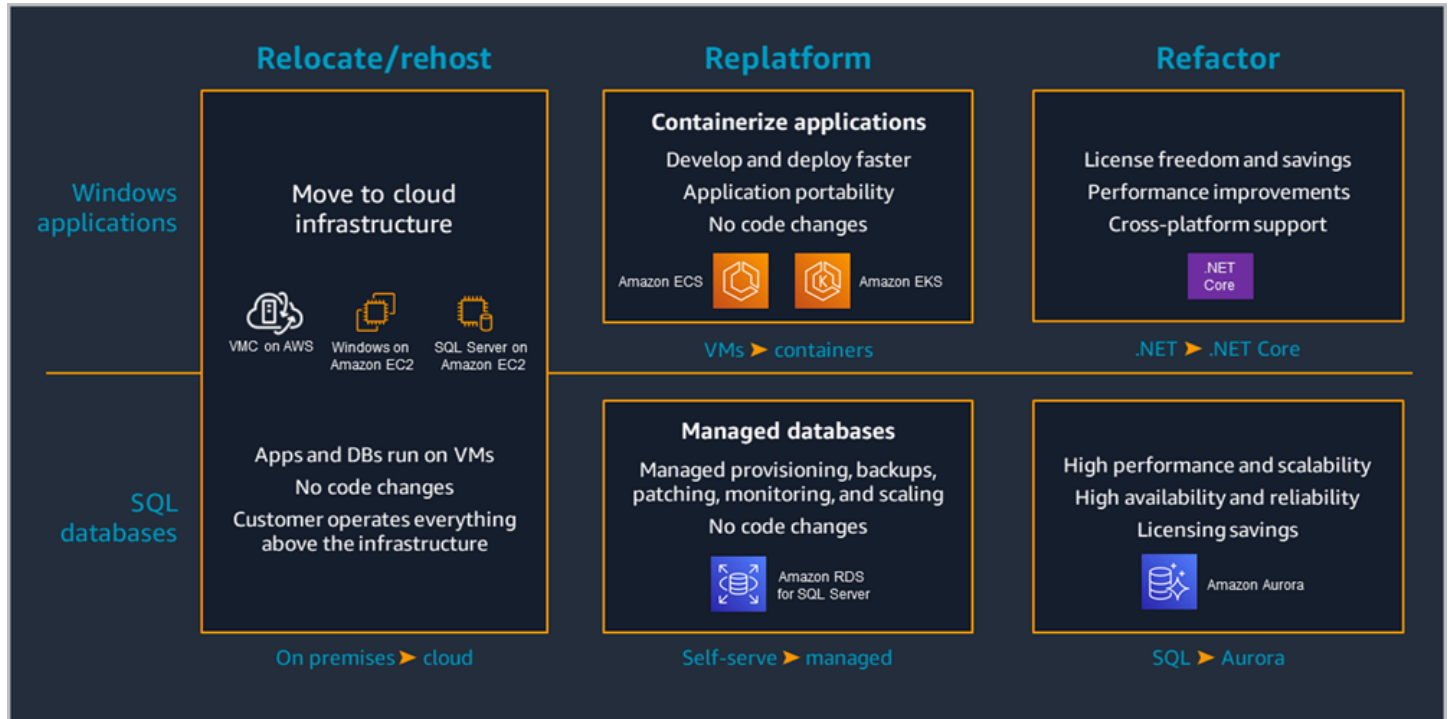 Relocate/rehost
Replatform
Refactor
Windows
applications
SQL
databases
Move to cloud
infrastructure
VMC on AWS
Windows on
Amazon EC2
SQL Server on
Amazon EC2
Apps and DBs run on VMs
No code changes
Customer operates everything
above the infrastructure
On premises ➤ cloud
Containerize applications
Develop and deploy faster
Application portability
No code changes
Amazon ECS
K
Amazon EKS
VMs ➤ containers
Managed databases
Managed provisioning, backups,
patching, monitoring, and scaling
No code changes
Amazon RDS
for SQL Server
Self-serve ➤ managed
License freedom and savings
Performance improvements
Cross-platform support
.NET
Core
.NET ➤ .NET Core
High performance and scalability
High availability and reliability
Licensing savings
Amazon Aurora
SQL ➤ Aurora